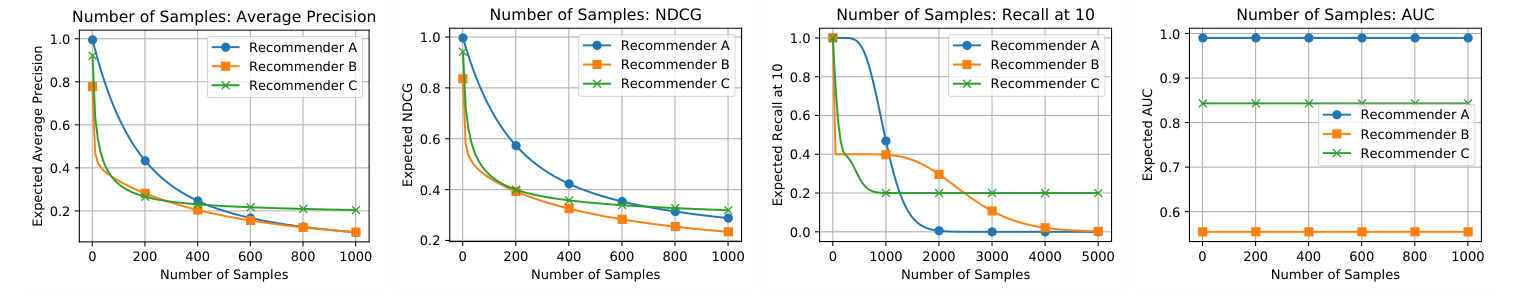 Number of Samples: Average Precision
Expected Average Precision
1.0
0.8
0.6
0.4
0.2
Recommender A
Recommender B
Recommender C
0 200 400 600 800 1000
Number of Samples
Number of Samples: NDCG
Expected NDCG
1.0
0.8
0.6
0.4
0.2
Recommender A
Recommender B
Recommender C
0 200 400 600 800 1000
Number of Samples
Number of Samples: Recall at 10
Expected Recall at 10
1.0
0.8
0.6
0.4
0.2
0.0
Recommender A
Recommender B
Recommender C
0 1000 2000 3000 4000 5000
Number of Samples
Number of Samples: AUC
Expected AUC
1.0
0.9
0.8
0.7
0.6
Recommender A
Recommender B
Recommender C
0 200 400 600 800 1000
Number of Samples